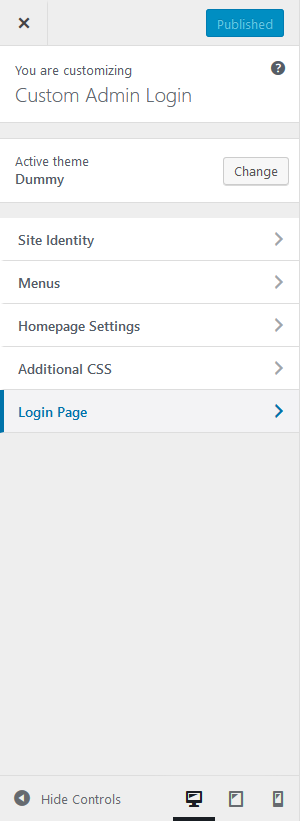 Published
You are customizing
Custom Admin Login
Active theme
Dummy
Change
Site Identity
Menus
Homepage Settings
Additional CSS
Login Page
Hide Controls